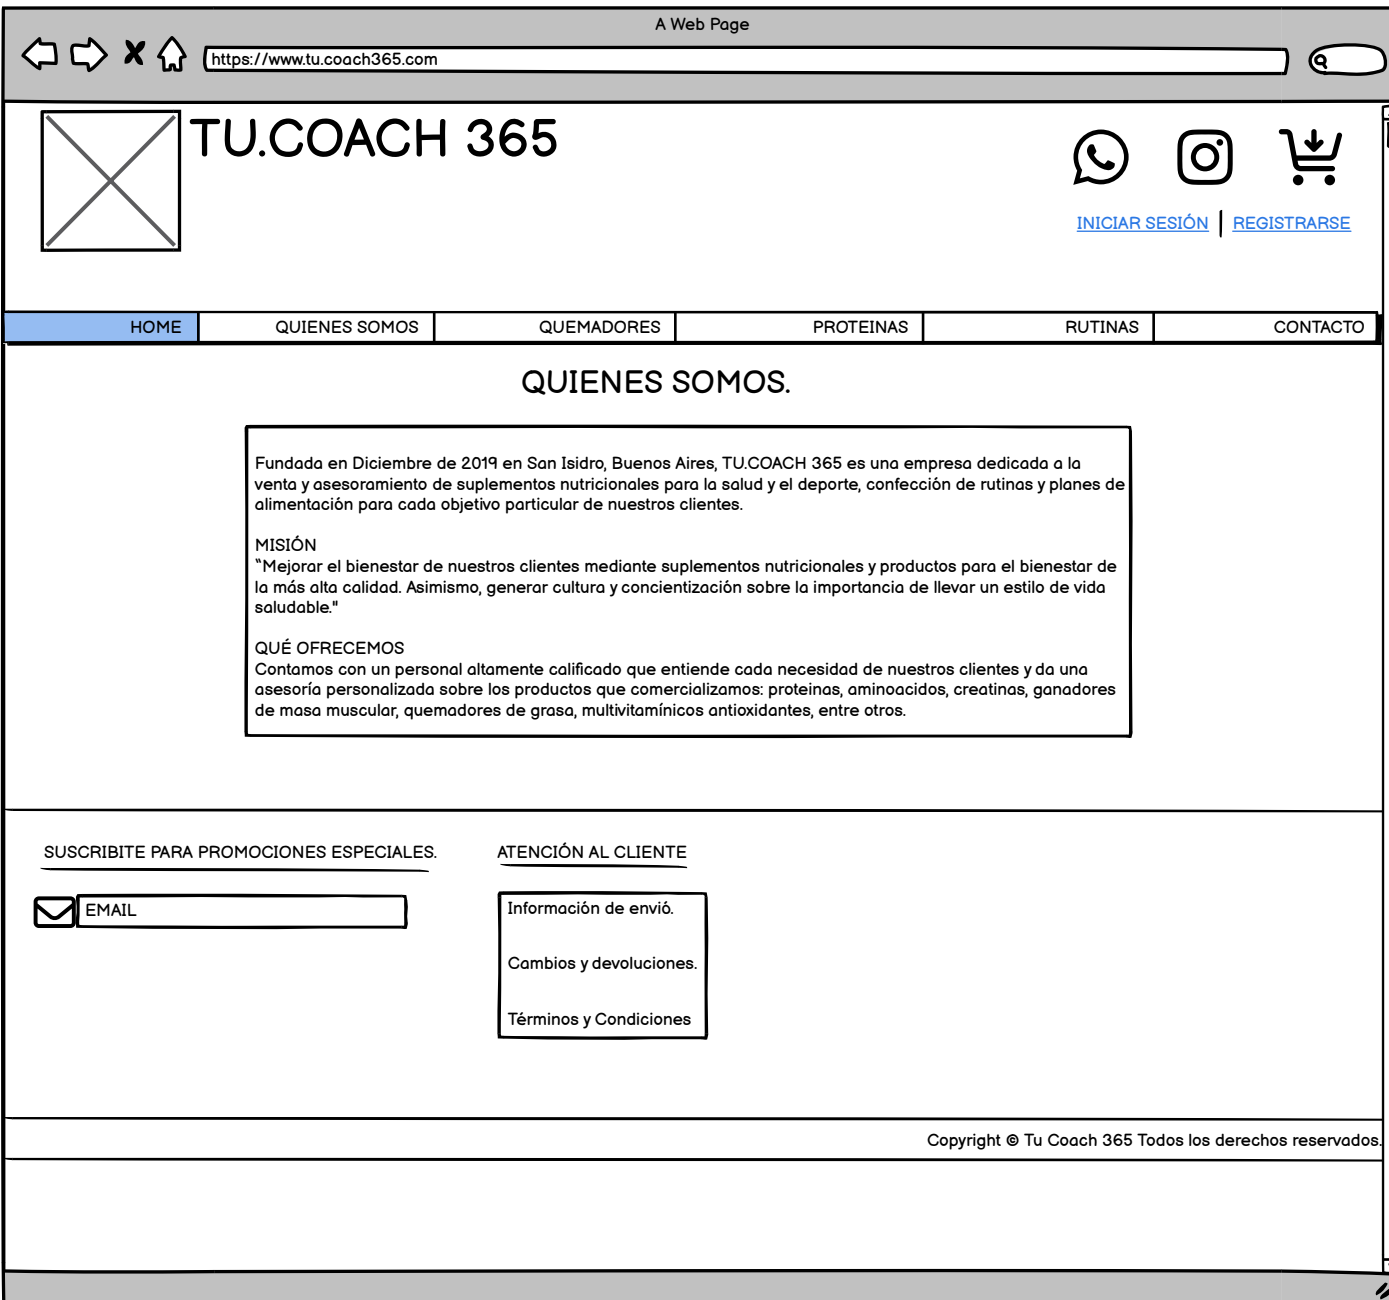 A Web Page
https://www.tu.coach365.com
TU.COACH 365
INICIAR SESIÓN REGISTRARSE
HOME QUIENES SOMOS QUEMADORES PROTEINAS RUTINAS CONTACTO
QUIENES SOMOS.
Fundada en Diciembre de 2019 en San Isidro, Buenos Aires, TU.COACH 365 es una empresa dedicada a la
venta y asesoramiento de suplementos nutricionales para la salud y el deporte, confección de rutinas y planes de
alimentación para cada objetivo particular de nuestros clientes.
MISIÓN
“Mejorar el bienestar de nuestros clientes mediante suplementos nutricionales y productos para el bienestar de
la más alta calidad. Asimismo, generar cultura y concientización sobre la importancia de llevar un estilo de vida
saludable."
QUÉ OFRECEMOS
Contamos con un personal altamente calificado que entiende cada necesidad de nuestros clientes y da una
asesoría personalizada sobre los productos que comercializamos: proteinas, aminoacidos, creatinas, ganadores
de masa muscular, quemadores de grasa, multivitamínicos antioxidantes, entre otros.
SUSCRIBITE PARA PROMOCIONES ESPECIALES.
EMAIL
ATENCIÓN AL CLIENTE
Información de envió.
Cambios y devoluciones.
Términos y Condiciones
Copyright © Tu Coach 365 Todos los derechos reservados.